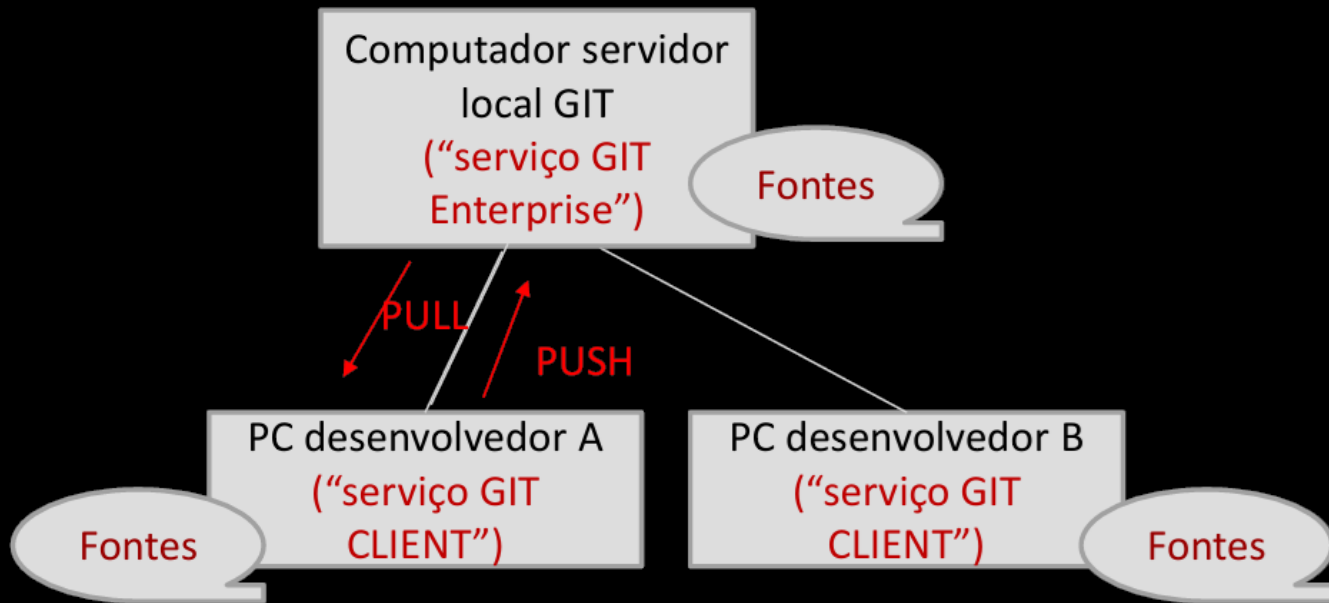 Computador servidor
local GIT
(“serviço GIT
Enterprise”)
Fontes
PULL
PUSH
PC desenvolvedor A
(“serviço GIT
CLIENT”)
Fontes
PC desenvolvedor B
(“serviço GIT
CLIENT”)
Fontes